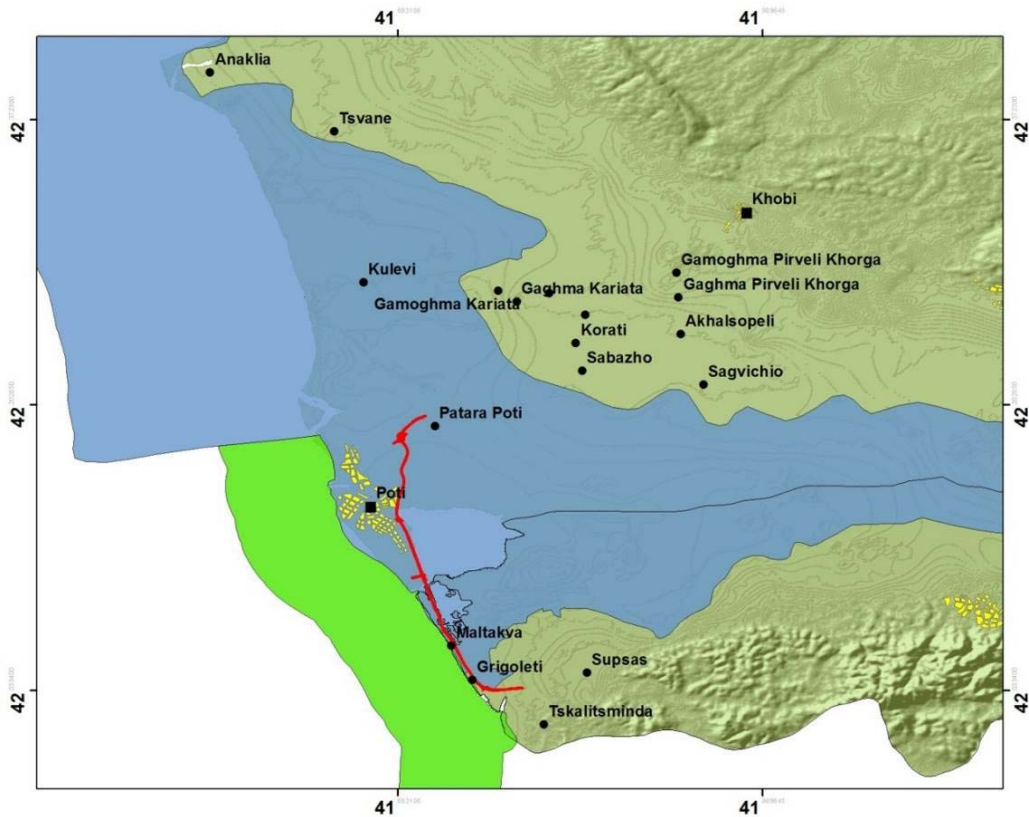 41
41
42
Anaklia
Tsvane
Khobi
Gamoghma Pirveli Khorga
Kulevi
Gaghma Kariata
Gaghma Pirveli Khorga
Gamoghma Kariata
Akhalsopeli
Korati
Sabazho
Sagvichio
42
42
42
Patara Poti
Poti
Maltakva
Supsas
Grigoleti
42
42
Tskalitsminda
41
41